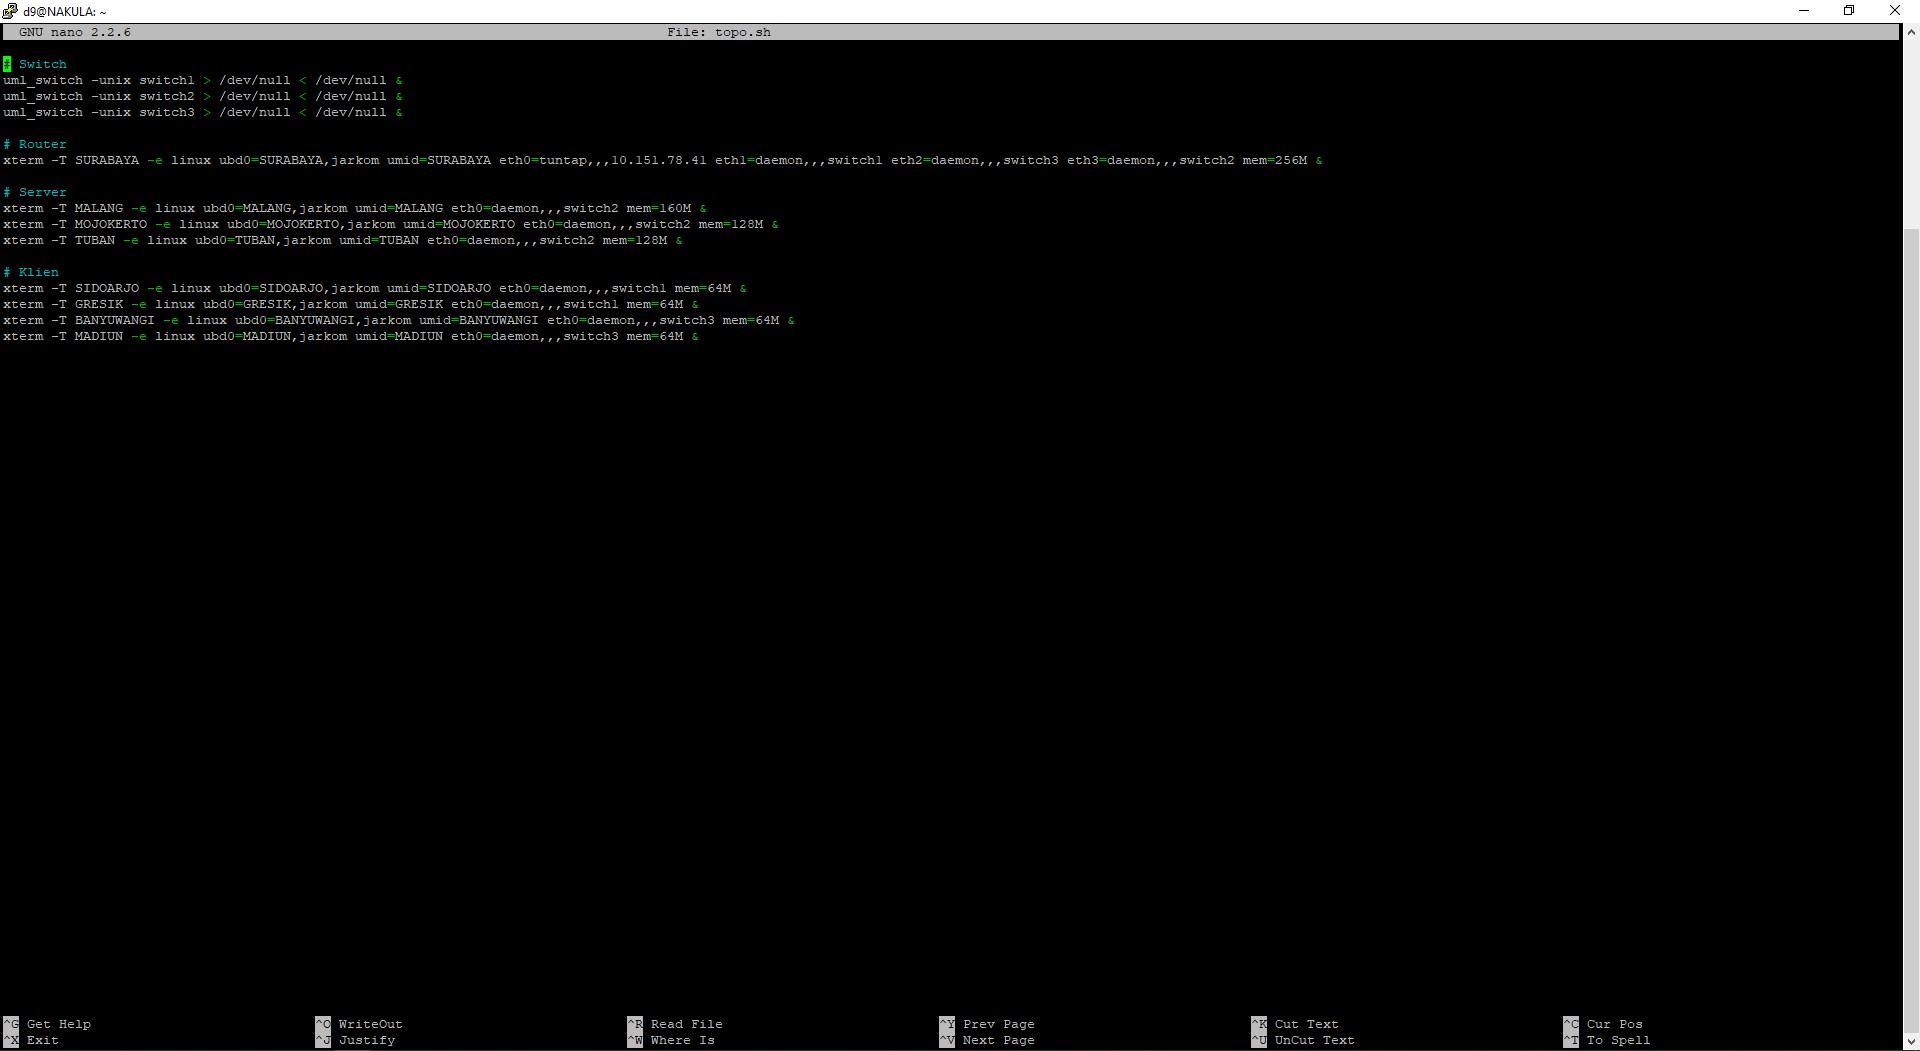 d9@NAKULA: ~
GNU nano 2.2.6 File: topo.sh
# Switch
uml_switch -unix switch1 > /dev/null < /dev/null &
uml_switch -unix switch2 > /dev/null < /dev/null &
uml_switch -unix switch3 > /dev/null < /dev/null &
# Router
xterm -T SURABAYA -e linux ubd0=SURABAYA,jarkom umid=SURABAYA eth0=tuntap,,,10.151.78.41 eth1=daemon,,,switch1 eth2=daemon,,,switch3 eth3=daemon,,,switch2 mem=256M &
# Server
xterm -T MALANG -e linux ubd0=MALANG,jarkom umid=MALANG eth0=daemon,,,switch2 mem=160M &
xterm -T MOJOKERTO -e linux ubd0=MOJOKERTO,jarkom umid=MOJOKERTO eth0=daemon,,,switch2 mem=128M &
xterm -T TUBAN -e linux ubd0=TUBAN,jarkom umid=TUBAN eth0=daemon,,,switch2 mem=128M &
# Klien
xterm -T SIDOARJO -e linux ubd0=SIDOARJO,jarkom umid=SIDOARJO eth0=daemon,,,switch1 mem=64M &
xterm -T GRESIK -e linux ubd0=GRESIK,jarkom umid=GRESIK eth0=daemon,,,switch1 mem=64M &
xterm -T BANYUWANGI -e linux ubd0=BANYUWANGI,jarkom umid=BANYUWANGI eth0=daemon,,,switch3 mem=64M &
xterm -T MADIUN -e linux ubd0=MADIUN,jarkom umid=MADIUN eth0=daemon,,,switch3 mem=64M &
^G Get Help ^O WriteOut ^R Read File ^Y Prev Page ^K Cut Text ^C Cur Pos
^X Exit ^J Justify ^W Where Is ^V Next Page ^U UnCut Text ^T To Spell